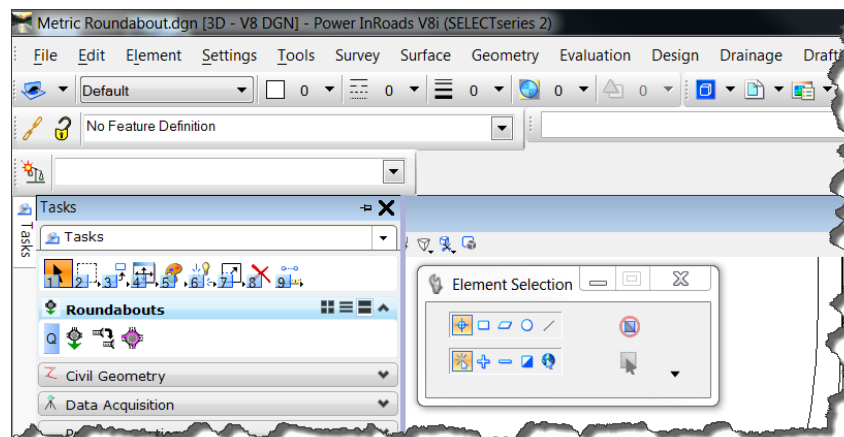 Metric Roundabout.dgn [3D - V8 DGN] - Power InRoads V8i (SELECTseries 2)
File Edit Element Settings Tools Survey Surface Geometry Evaluation Design Drainage
Default 0 0 0 0 0
No Feature Definition
Tasks
Tasks
Tasks
1 2 3 4 5 6 7 8 9
Element Selection
Roundabouts
Q
Civil Geometry
Data Acquisition